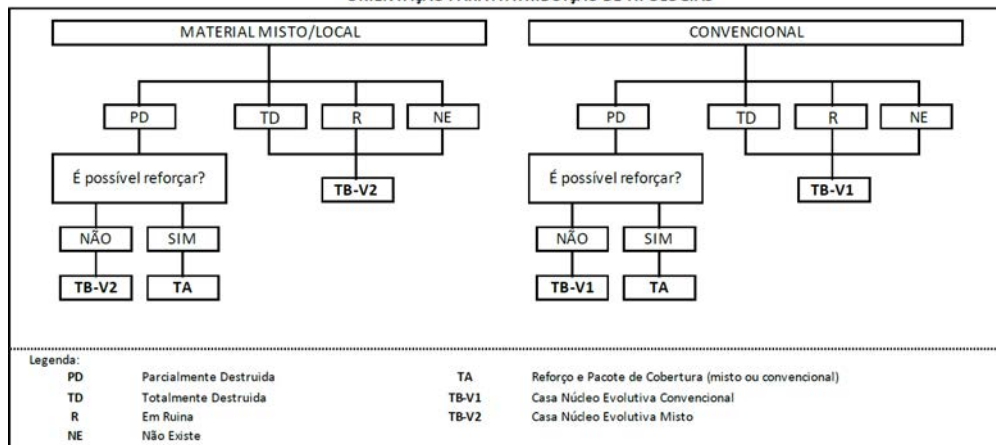 MATERIAL MISTO/LOCAL
CONVENCIONAL
PD TD R NE
PD TD R NE
É possível reforçar?
TB-V2
É possível reforçar?
TB-V1
NÃO SIM
NÃO SIM
TB-V2 TA
TB-V1 TA
Legenda:
PD Parcialmente Destruida
TA Reforço e Pacote de Cobertura (misto ou convencional)
TD Totalmente Destruida
TB-V1 Casa Núcleo Evolutiva Convencional
R Em Ruina
TB-V2 Casa Núcleo Evolutiva Misto
NE Não Existe